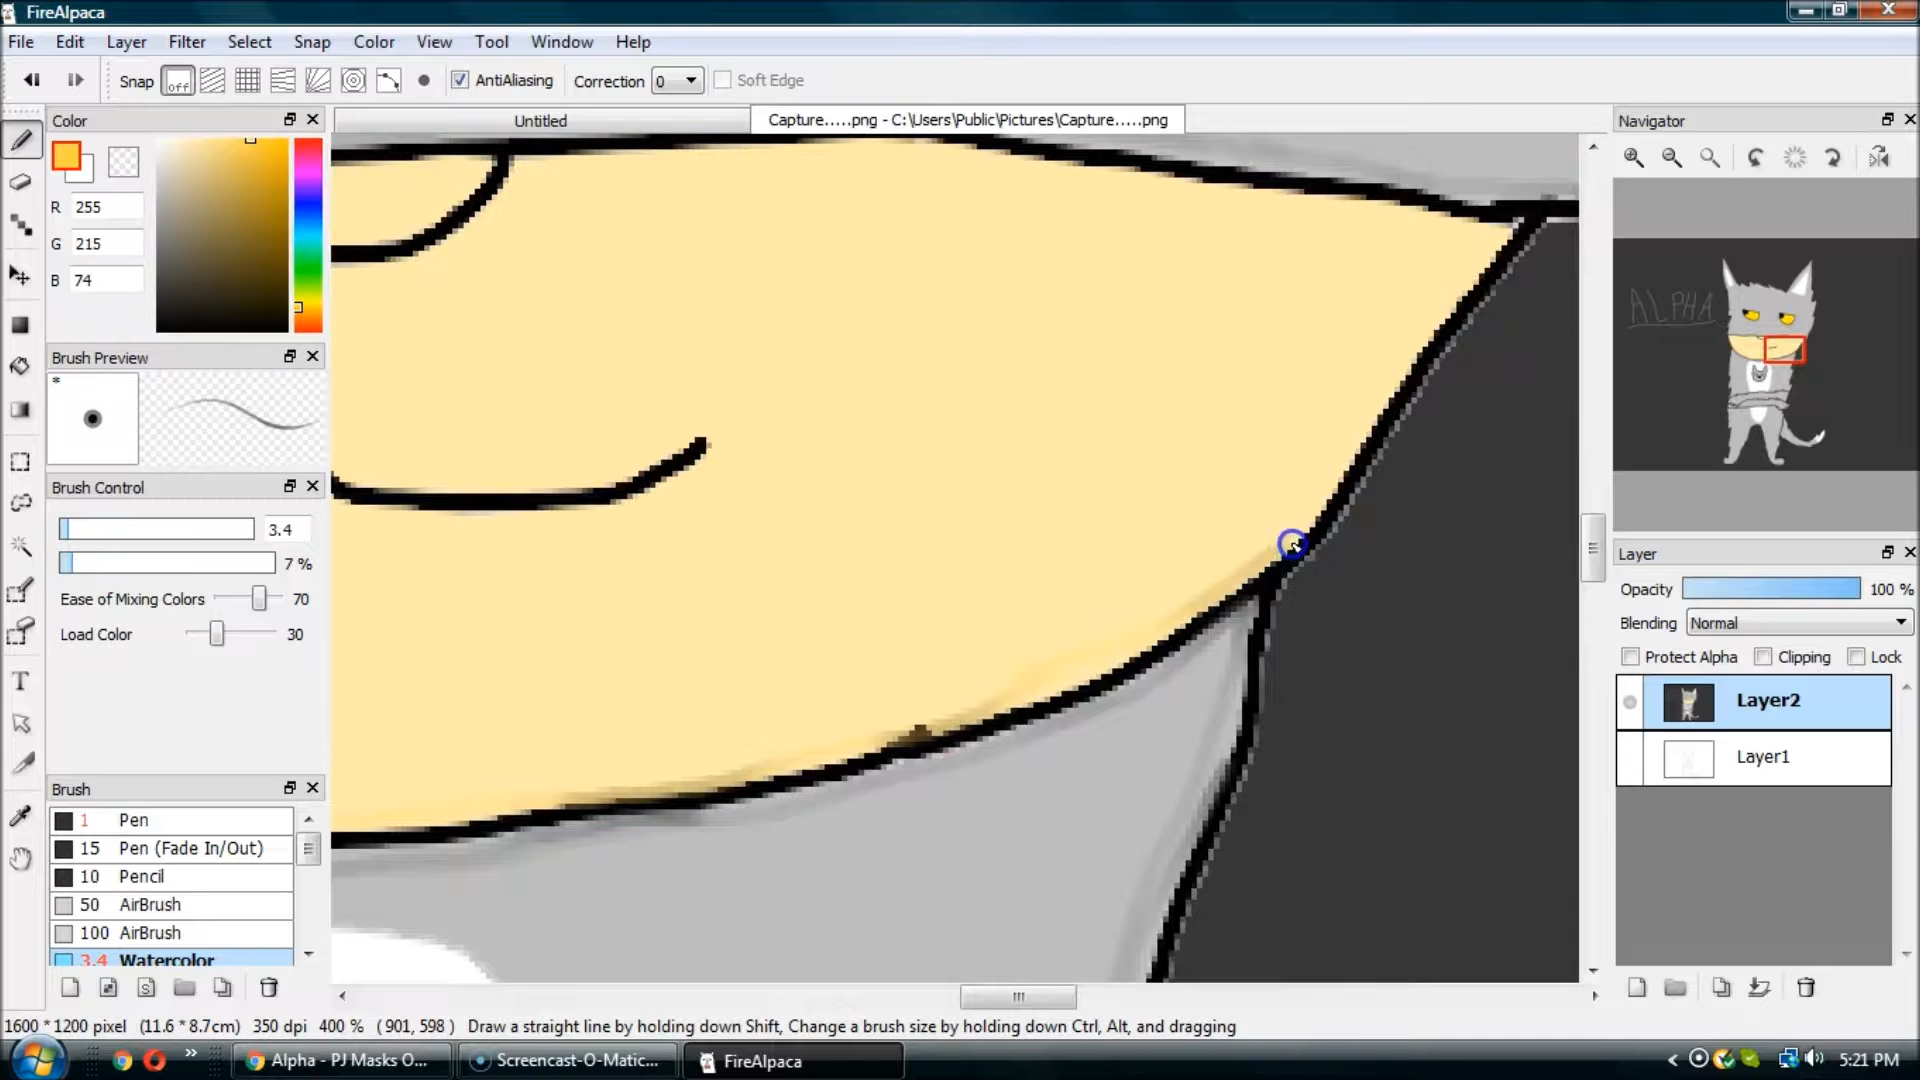 FireAlpaca
File Edit Layer Filter Select Snap Color View Tool Window Help
Snap off AntiAliasing Correction 0 Soft Edge
Color
Untitled
Capture.....png - C:\Users\Public\Pictures\Capture.....png
Navigator
R 255
G 215
B 74
ALPHA
Brush Preview
*
Brush Control
3.4
7 %
Ease of Mixing Colors 70
Load Color 30
Layer
Opacity 100 %
Blending Normal
Protect Alpha Clipping Lock
Layer2
Layer1
Brush
1 Pen
15 Pen (Fade In/Out)
10 Pencil
50 AirBrush
100 AirBrush
3.4 Watercolor
T
S
1600 * 1200 pixel (11.6 * 8.7cm) 350 dpi 400 % ( 901, 598 ) Draw a straight line by holding down Shift, Change a brush size by holding down Ctrl, Alt, and dragging
Alpha - PJ Masks O...
Screencast-O-Matic...
FireAlpaca
5:21 PM